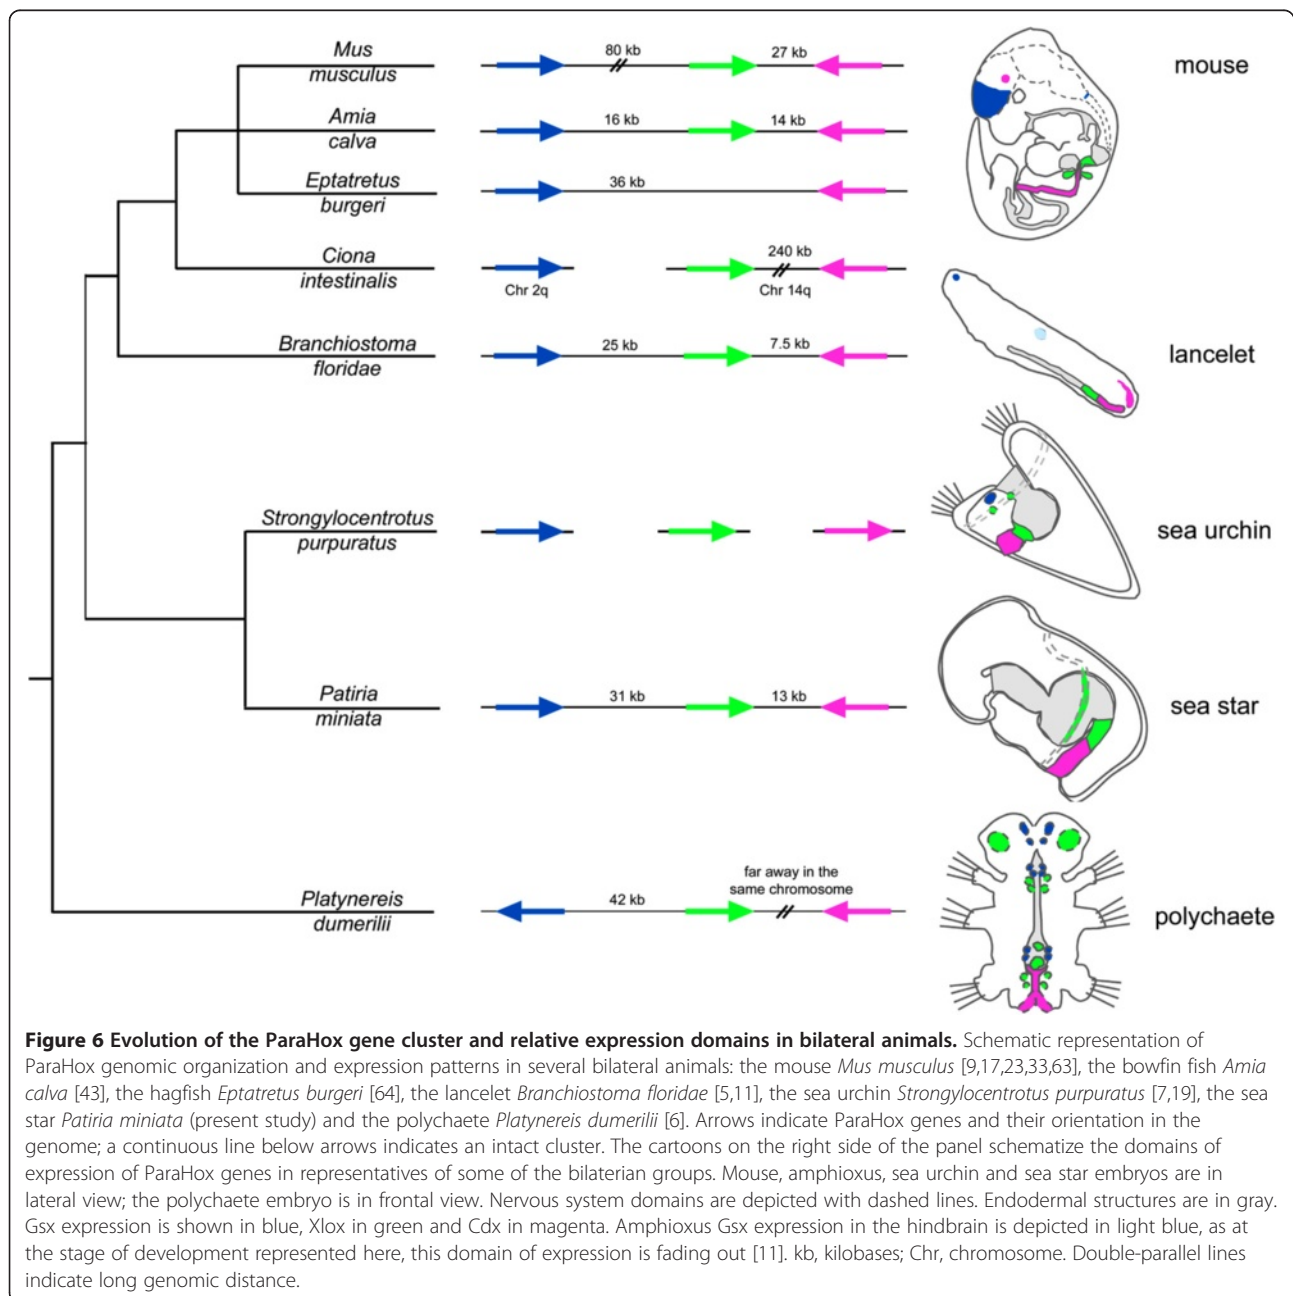 Mus
musculus
80 kb
27 kb
mouse
Amia
calva
16 kb
14 kb
Eptatretus
burgeri
36 kb
Ciona
intestinalis
240 kb
Chr 2q
Chr 14q
Branchiostoma
floridae
25 kb
7.5 kb
lancelet
Strongylocentrotus
purpuratus
sea urchin
Patiria
miniata
31 kb
13 kb
sea star
Platynereis
dumerilii
42 kb
far away in the
same chromosome
polychaete
Figure 6 Evolution of the ParaHox gene cluster and relative expression domains in bilateral animals. Schematic representation of
ParaHox genomic organization and expression patterns in several bilateral animals: the mouse Mus musculus [9,17,23,33,63], the bowfin fish Amia
calva [43], the hagfish Eptatretus burgeri [64], the lancelet Branchiostoma floridae [5,11], the sea urchin Strongylocentrotus purpuratus [7,19], the sea
star Patiria miniata (present study) and the polychaete Platynereis dumerilii [6]. Arrows indicate ParaHox genes and their orientation in the
genome; a continuous line below arrows indicates an intact cluster. The cartoons on the right side of the panel schematize the domains of
expression of ParaHox genes in representatives of some of the bilaterian groups. Mouse, amphioxus, sea urchin and sea star embryos are in
lateral view; the polychaete embryo is in frontal view. Nervous system domains are depicted with dashed lines. Endodermal structures are in gray.
Gsx expression is shown in blue, Xlox in green and Cdx in magenta. Amphioxus Gsx expression in the hindbrain is depicted in light blue, as at
the stage of development represented here, this domain of expression is fading out [11]. kb, kilobases; Chr, chromosome. Double-parallel lines
indicate long genomic distance.